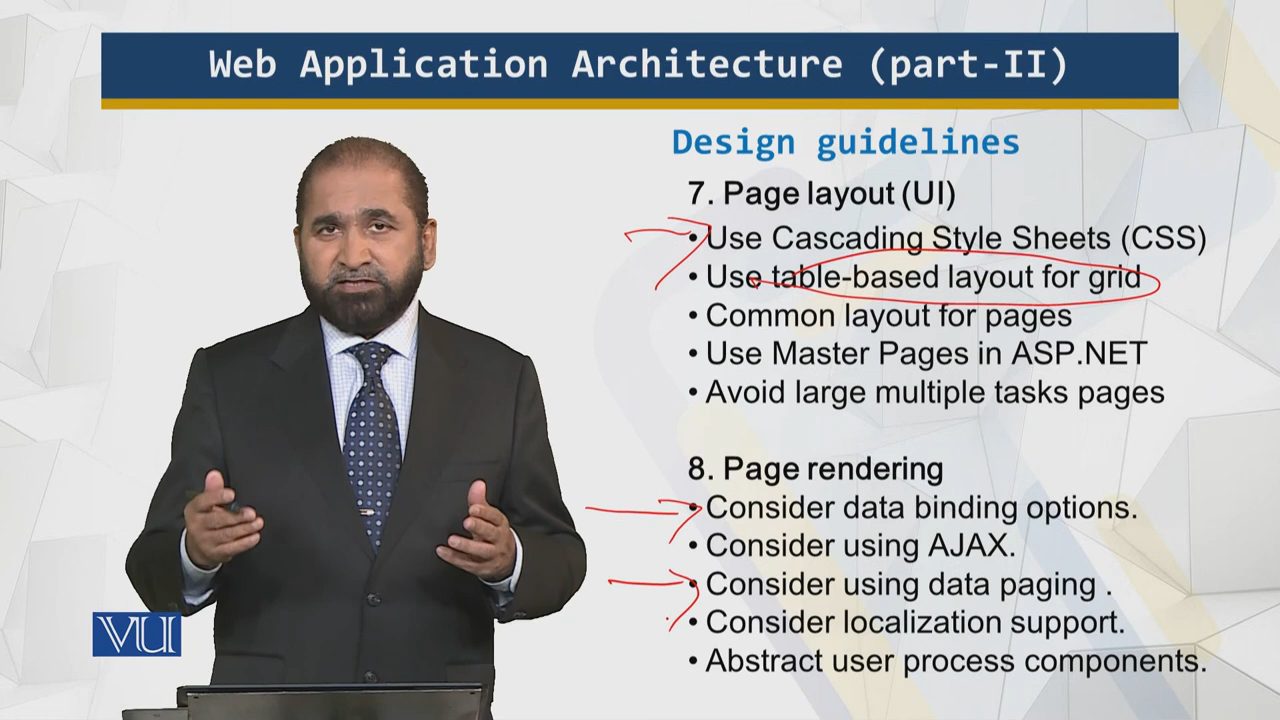 Web Application Architecture (part-II)
Design guidelines
7. Page layout (UI)
• Use Cascading Style Sheets (CSS)
• Use table-based layout for grid
• Common layout for pages
• Use Master Pages in ASP.NET
• Avoid large multiple tasks pages
8. Page rendering
• Consider data binding options.
• Consider using AJAX.
• Consider using data paging .
• Consider localization support.
• Abstract user process components.
VU